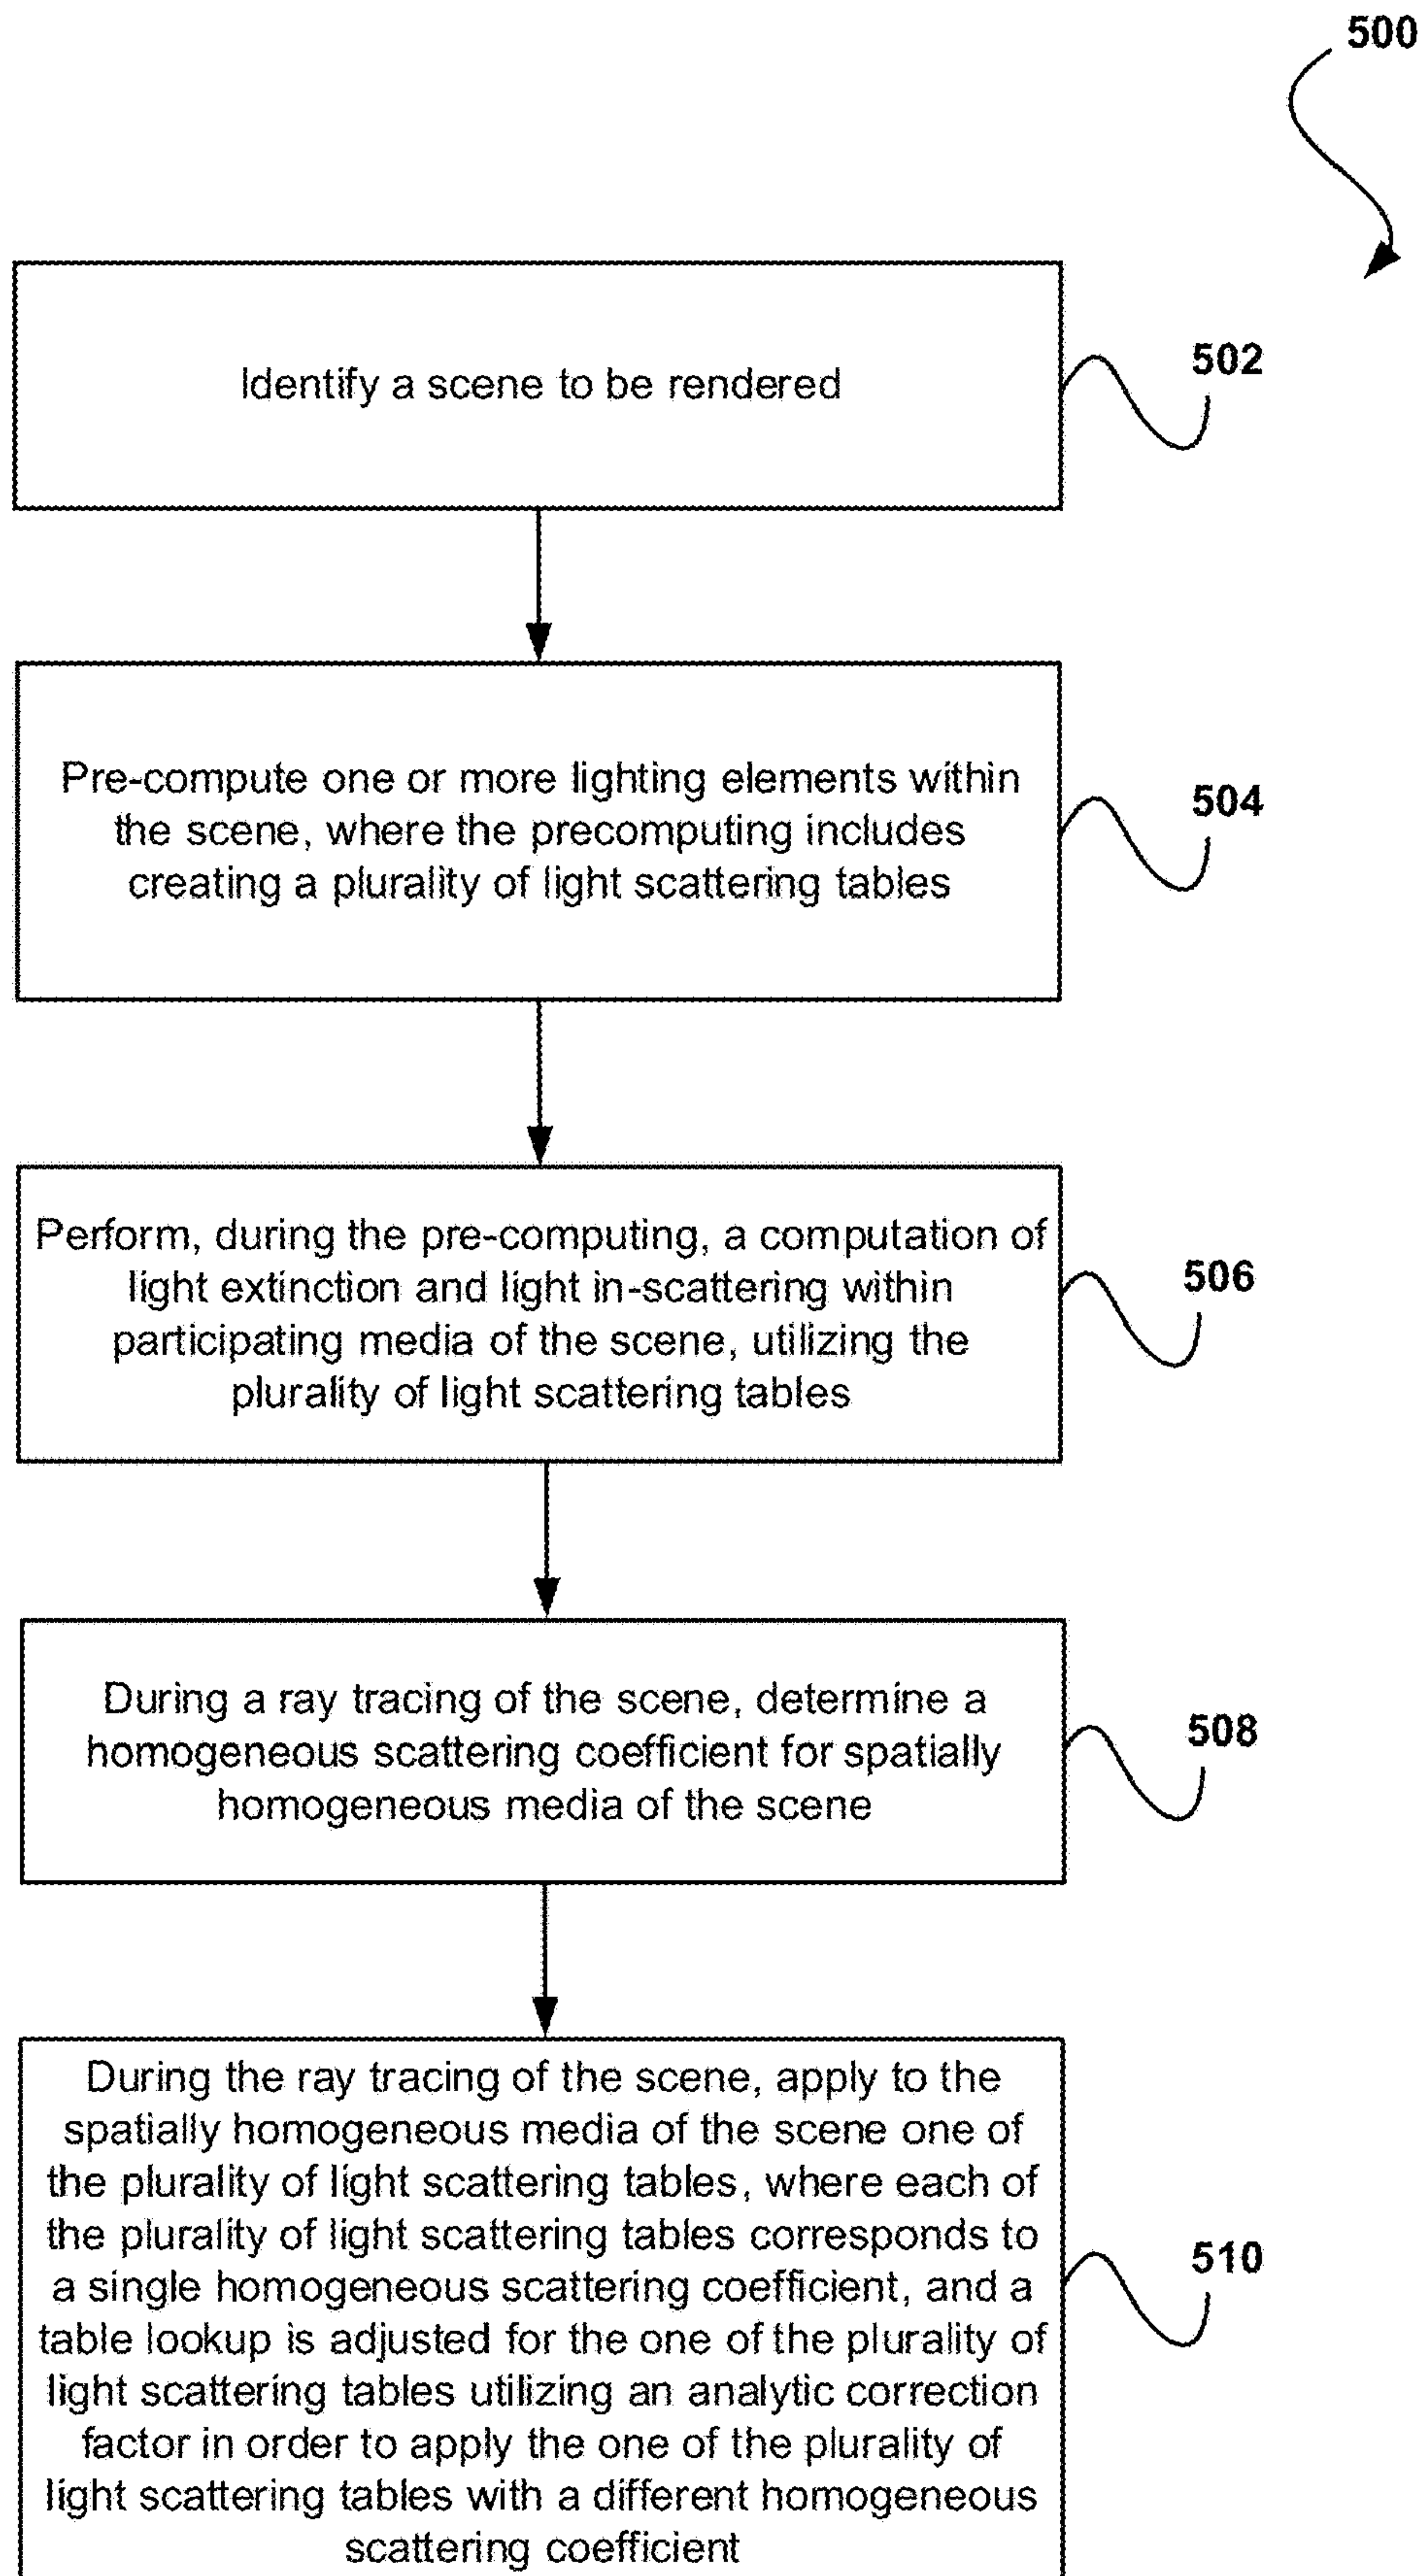 500
Identify a scene to be rendered
502
Pre-compute one or more lighting elements within
the scene, where the precomputing includes
creating a plurality of light scattering tables
504
Perform, during the pre-computing, a computation of
light extinction and light in-scattering within
participating media of the scene, utilizing the
plurality of light scattering tables
506
During a ray tracing of the scene, determine a
homogeneous scattering coefficient for spatially
homogeneous media of the scene
508
During the ray tracing of the scene, apply to the
spatially homogeneous media of the scene one of
the plurality of light scattering tables, where each of
the plurality of light scattering tables corresponds to
a single homogeneous scattering coefficient, and a
table lookup is adjusted for the one of the plurality of
light scattering tables utilizing an analytic correction
factor in order to apply the one of the plurality of
light scattering tables with a different homogeneous
scattering coefficient
510